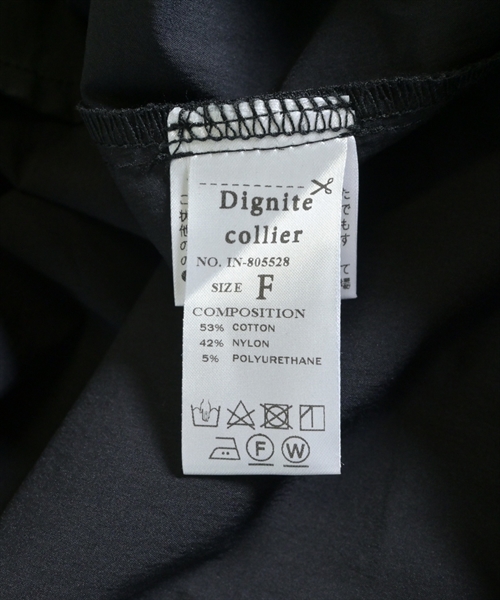 Dignite
collier
NO. IN-805528
SIZE F
COMPOSITION
53% COTTON
42% NYLON
5% POLYURETHANE
F W